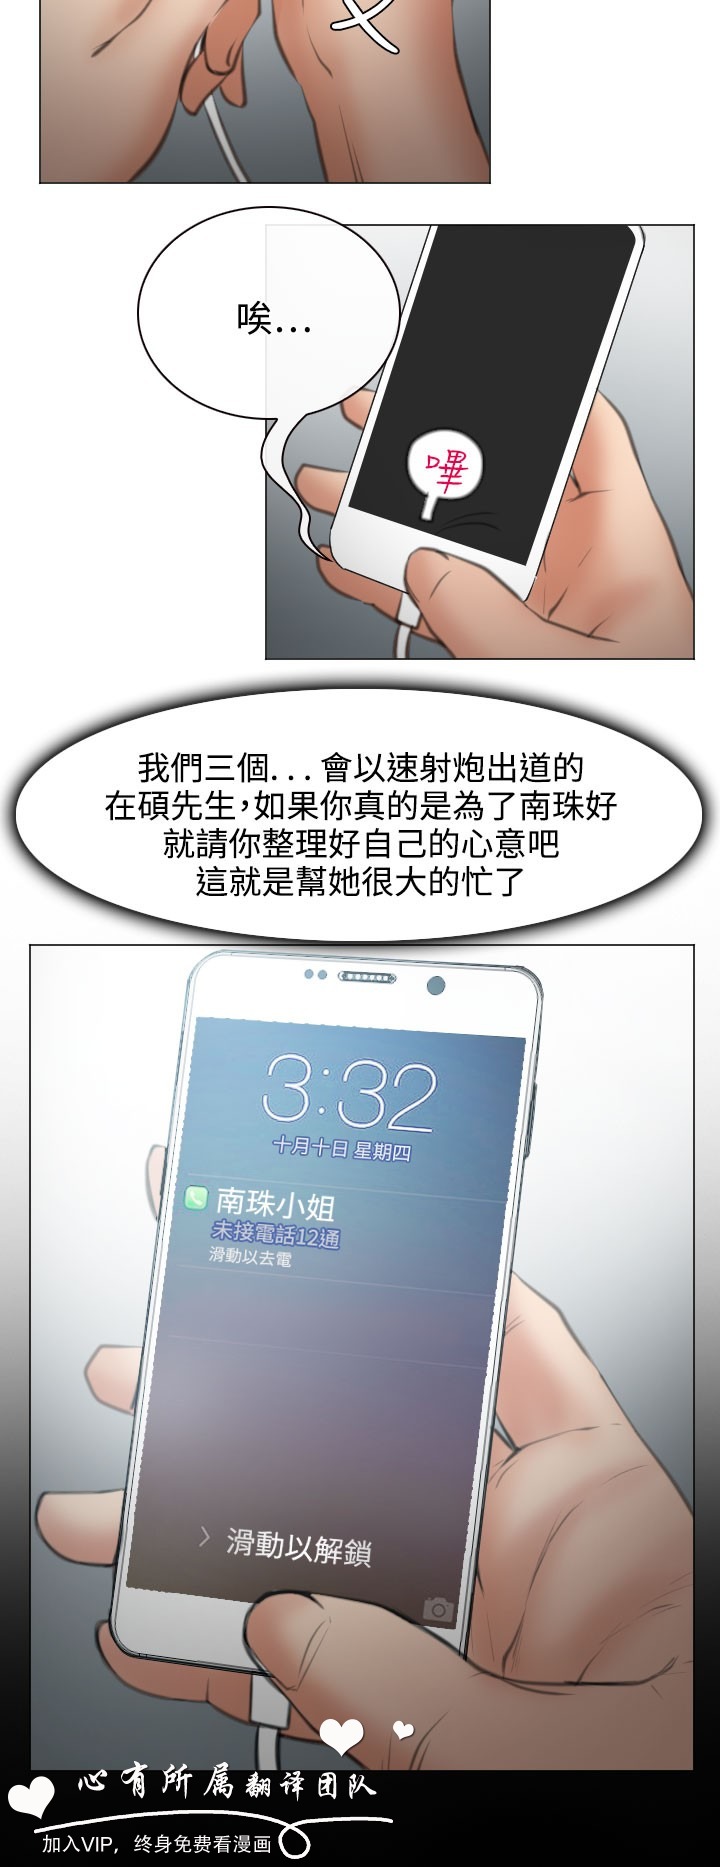 唉...
嗶
我們三個...會以速射炮出道的
在碩先生,如果你真的是為了南珠好
就請你整理好自己的心意吧
這就是幫她很大的忙了
3:32
十月十日 星期四
南珠小姐
未接電話12通
滑動以去電
> 滑動以解鎖
心有所属翻译团队
加入VIP，终身免费看漫画